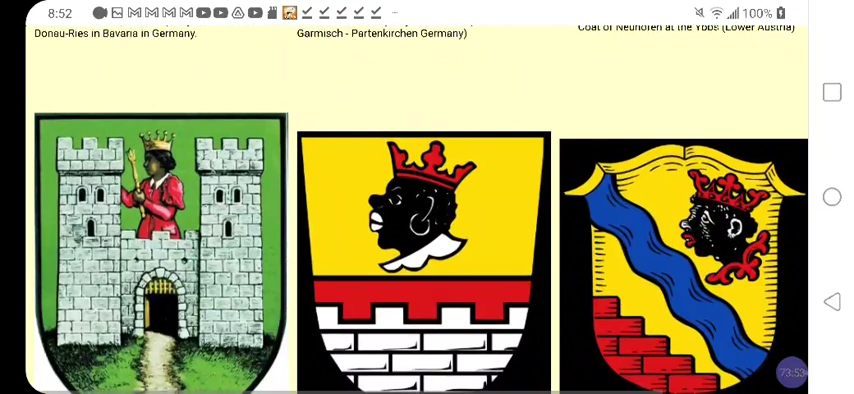 8:52
100%
Donau-Ries in Bavaria in Germany.
Garmisch - Partenkirchen Germany)
Coat of Neuhofen at the Ybbs (Lower Austria)
73:53